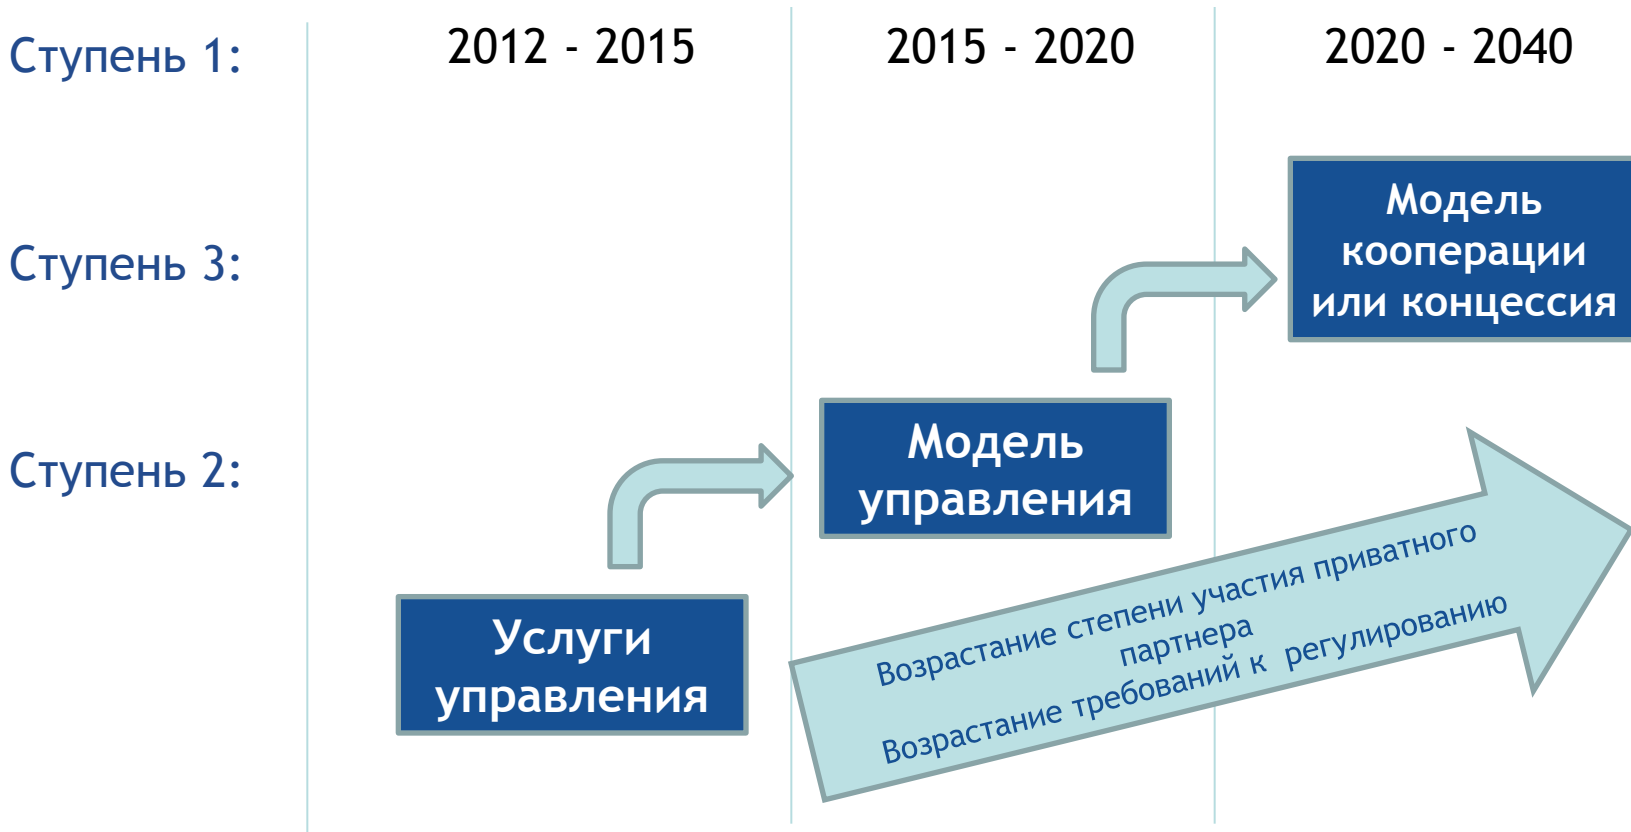 Ступень 1:
2012 - 2015
2015 - 2020
2020 - 2040
Ступень 3:
Модель
кооперации
или концессия
Ступень 2:
Модель
управления
Услуги
управления
Возрастание степени участия приватного
партнера
Возрастание требований к регулированию